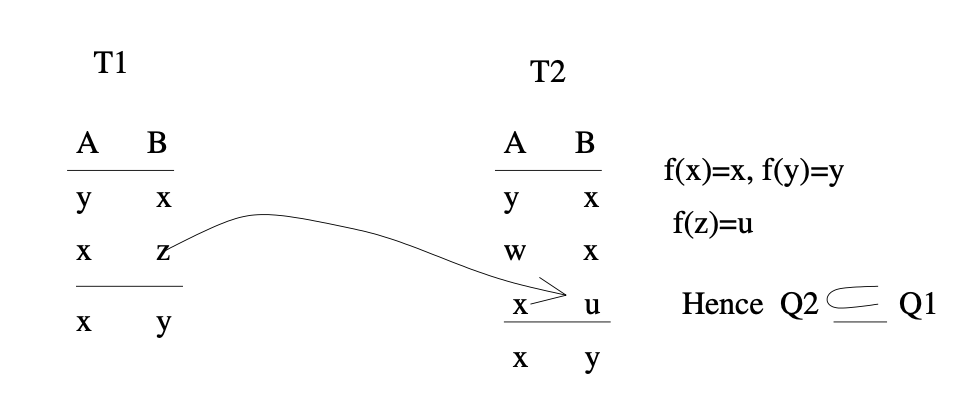 T1
A B
y x
x z
x y
T2
A B
y x
w x
x u
x y
f(x)=x, f(y)=y
f(z)=u
Hence Q2 ⊆ Q1